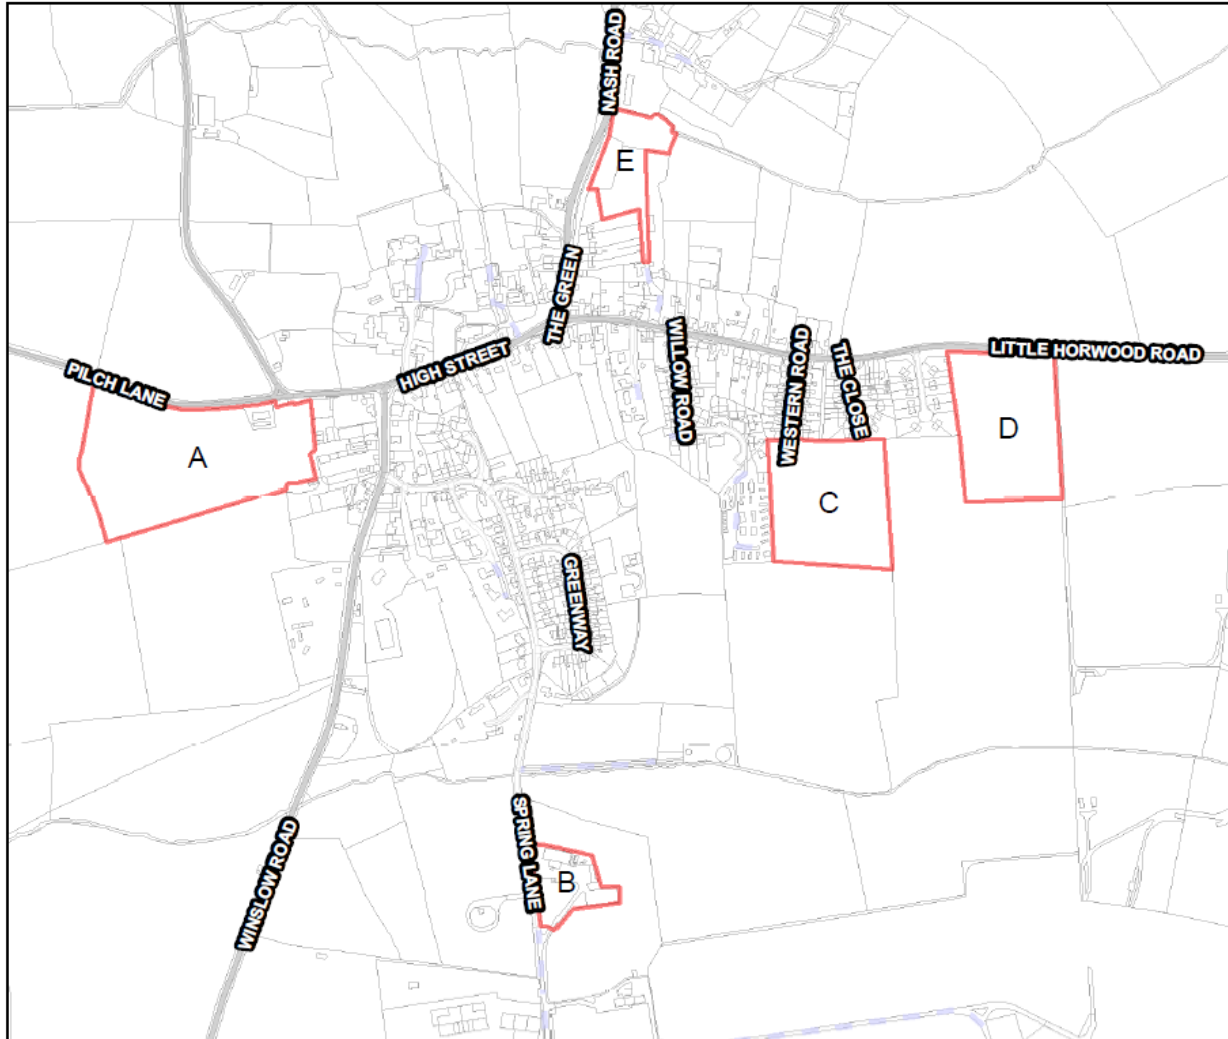 NASH ROAD
E
THE GREEN
HIGH STREET
PILCH LANE
WILLOW ROAD
WESTERN ROAD
THE CLOSE
LITTLE HORWOOD ROAD
A
D
C
GREENWAY
WINSLOW ROAD
SPRING LANE
B